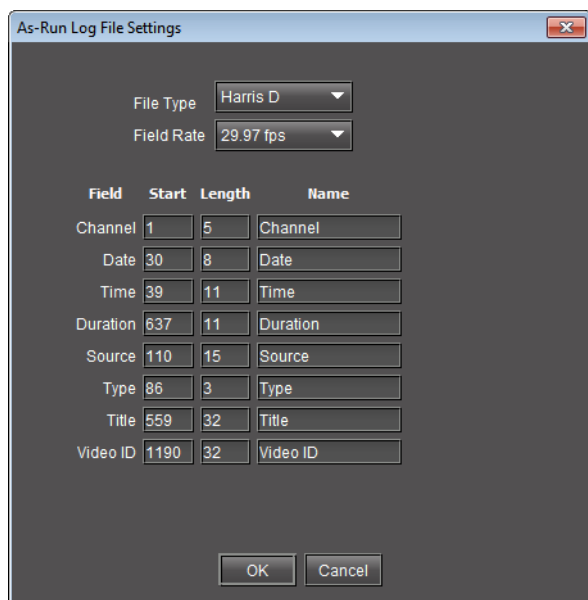 As-Run Log File Settings
File Type Harris D
Field Rate 29.97 fps
Field Start Length Name
Channel 1 5 Channel
Date 30 8 Date
Time 39 11 Time
Duration 637 11 Duration
Source 110 15 Source
Type 86 3 Type
Title 559 32 Title
Video ID 1190 32 Video ID
OK Cancel